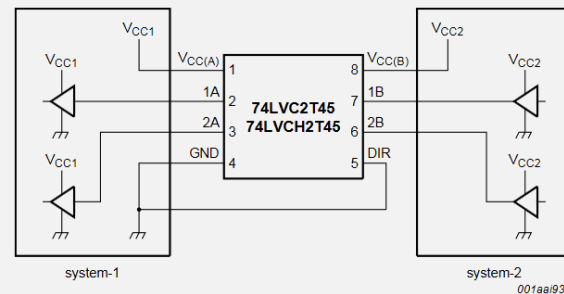 VCC1
VCC1
VCC(A)
VCC(B)
VCC2
VCC2
1
8
1A
2
74LVC2T45
74LVCH2T45
7
1B
2A
3
6
2B
VCC1
GND
4
5
DIR
VCC2
system-1
system-2
001aai93